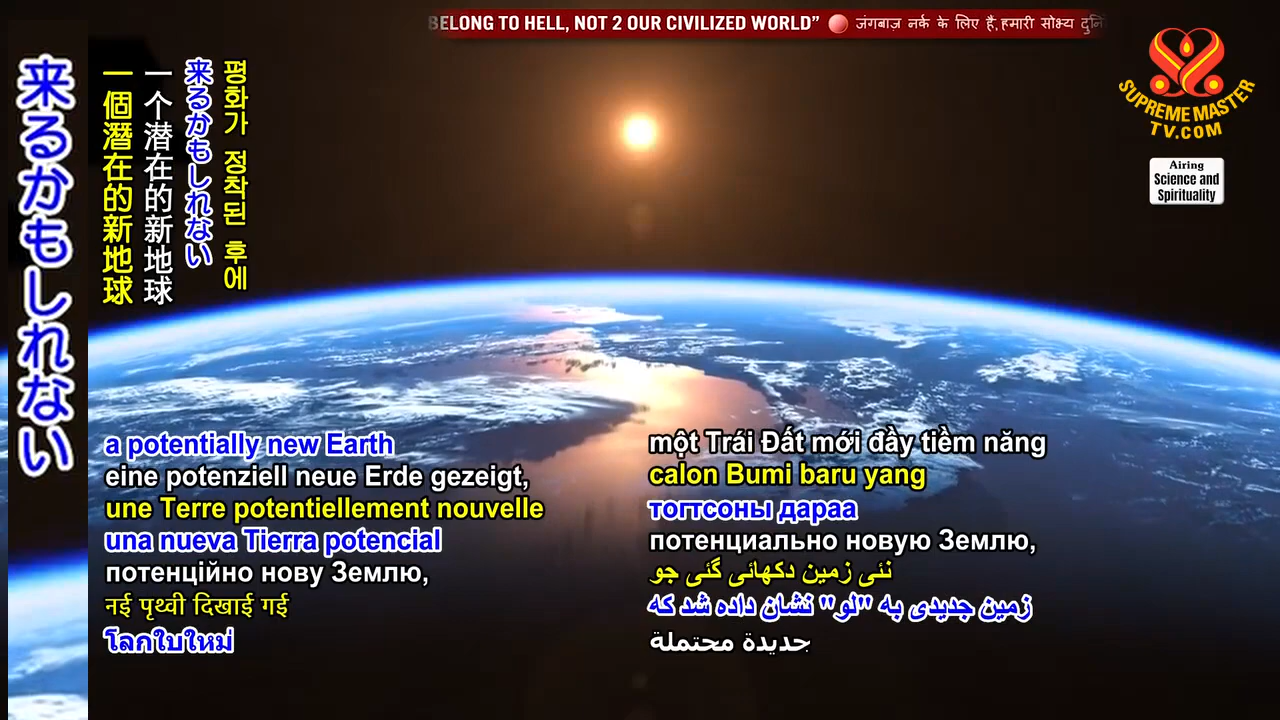 BELONG TO HELL, NOT 2 OUR CIVILIZED WORLD” जंगबाज़ नर्क के लिए है,हमारी सोभ्य
SUPREME MASTER
TV.COM
Airing
Science and
Spirituality
来るかもしれない
一個潛在的新地球
一个潜在的新地球
来るかもしれない
평화가 정착된 후에
a potentially new Earth
eine potenziell neue Erde gezeigt,
une Terre potentiellement nouvelle
una nueva Tierra potencial
потенційно нову Землю,
नई पृथ्वी दिखाई गई
โลกใบใหม่
một Trái Đất mới đầy tiềm năng
calon Bumi baru yang
тогтсоны дараа
потенциально новую Землю,
نئی زمین دکھائی گئی جو
زمین جدیدی به "لو" نشان داده شد که
جديدة محتملة